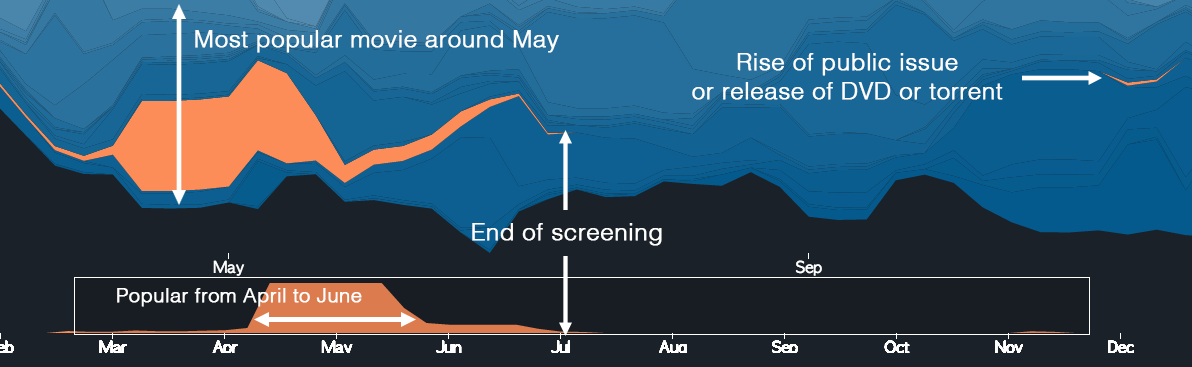 Most popular movie around May
Rise of public issue
or release of DVD or torrent
End of screening
May
Sep
Popular from April to June
eb
Mar
Apr
May
Jun
Jul
Aug
Sep
Oct
Nov
Dec